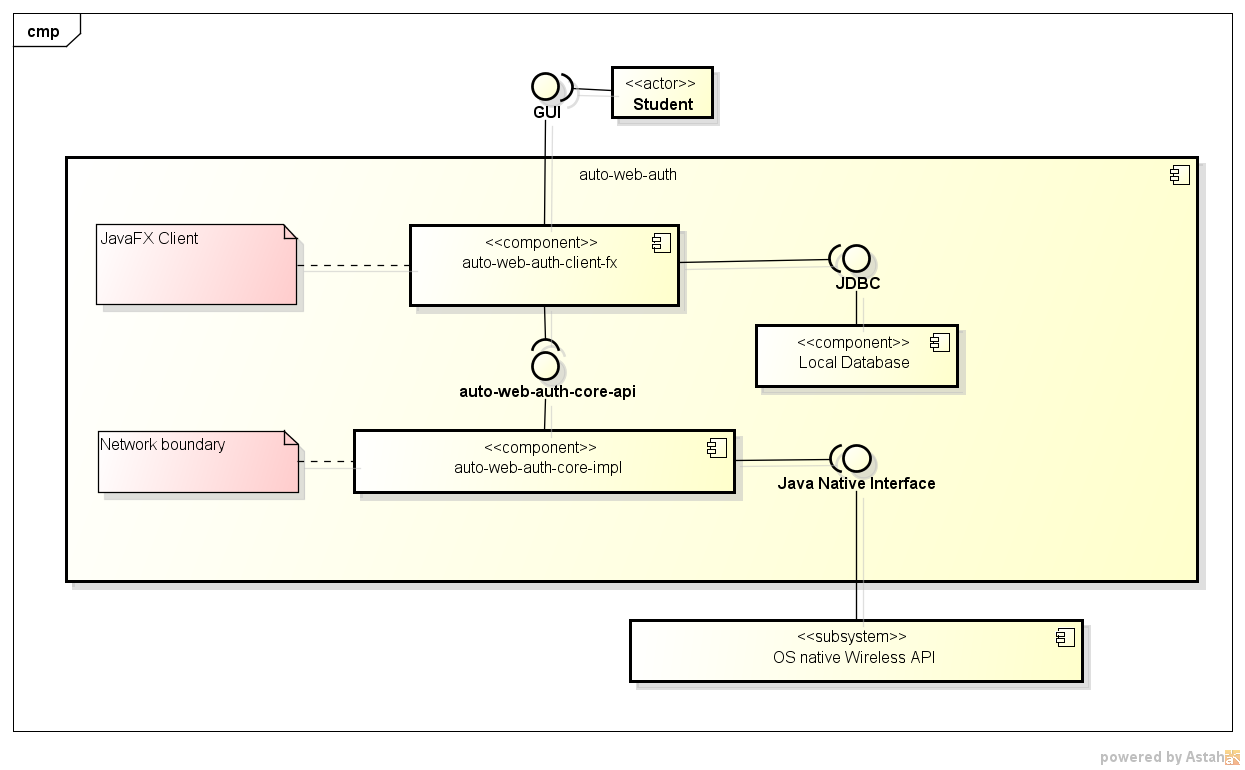 cmp
<<actor>>
Student
GUI
auto-web-auth
JavaFX Client
<<component>>
auto-web-auth-client-fx
JDBC
<<component>>
Local Database
auto-web-auth-core-api
Network boundary
<<component>>
auto-web-auth-core-impl
Java Native Interface
<<subsystem>>
OS native Wireless API
powered by Astah